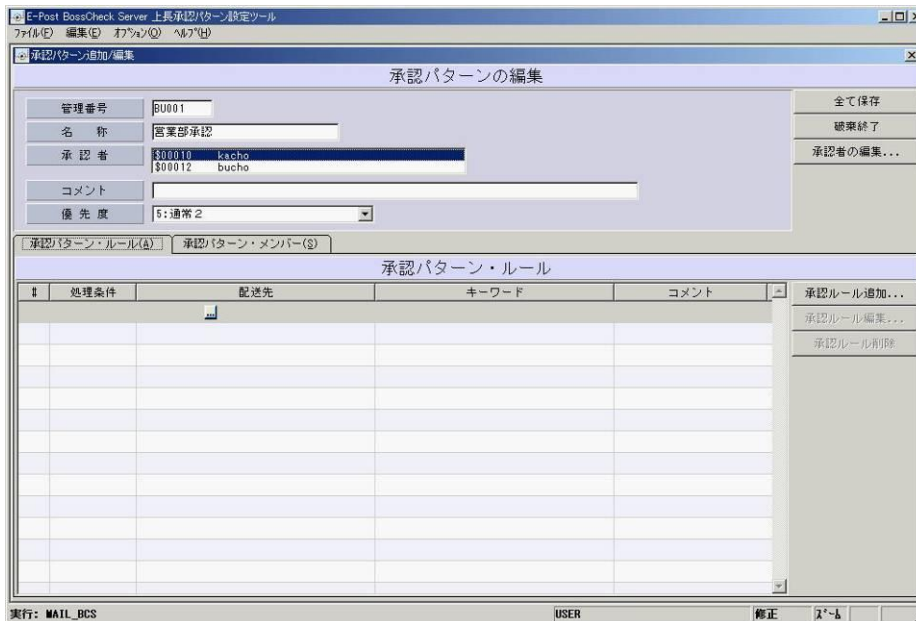 E-Post BossCheck Server 上長承認パターン設定ツール
ファイル(F) 編集(E) オプション(O) ヘルプ(H)
承認パターン追加/編集
承認パターンの編集
管理番号 BU001
名 称 営業部承認
承 認 者 $00010 kacho
$00012 bucho
コメント
優 先 度 5:通常2
全て保存
破棄終了
承認者の編集...
承認パターン・ルール(A) 承認パターン・メンバー(S)
承認パターン・ルール
# 処理条件 配送先 キーワード コメント
...
承認ルール追加...
承認ルール編集...
承認ルール削除
実行: MAIL_BCS USER 修正 ズーム